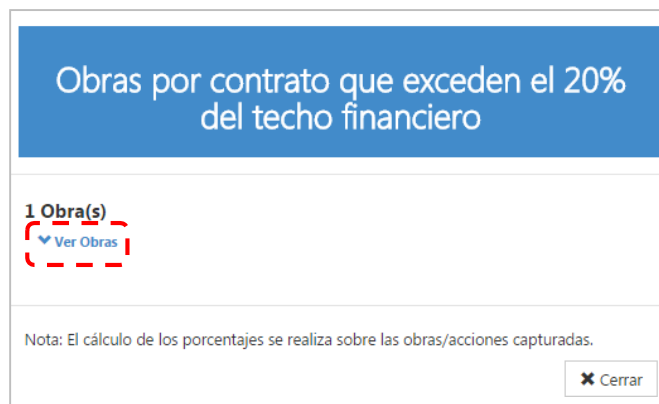 Obras por contrato que exceden el 20%
del techo financiero
1 Obra(s)
Ver Obras
Nota: El cálculo de los porcentajes se realiza sobre las obras/acciones capturadas.
Cerrar